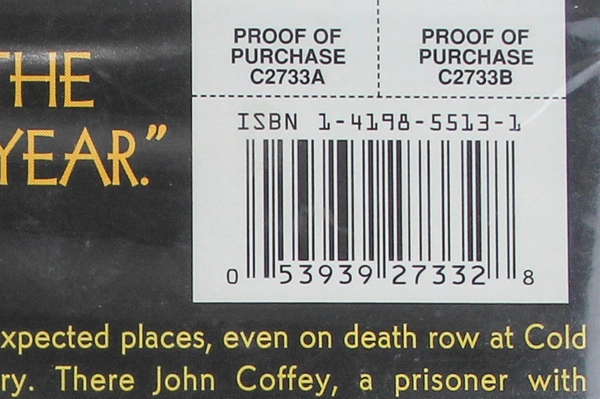 THE
YEAR.”
PROOF OF
PURCHASE
C2733A
PROOF OF
PURCHASE
C2733B
ISBN 1-4198-5513-1
0 53939 27332 8
xpected places, even on death row at Cold
ry. There John Coffey, a prisoner with